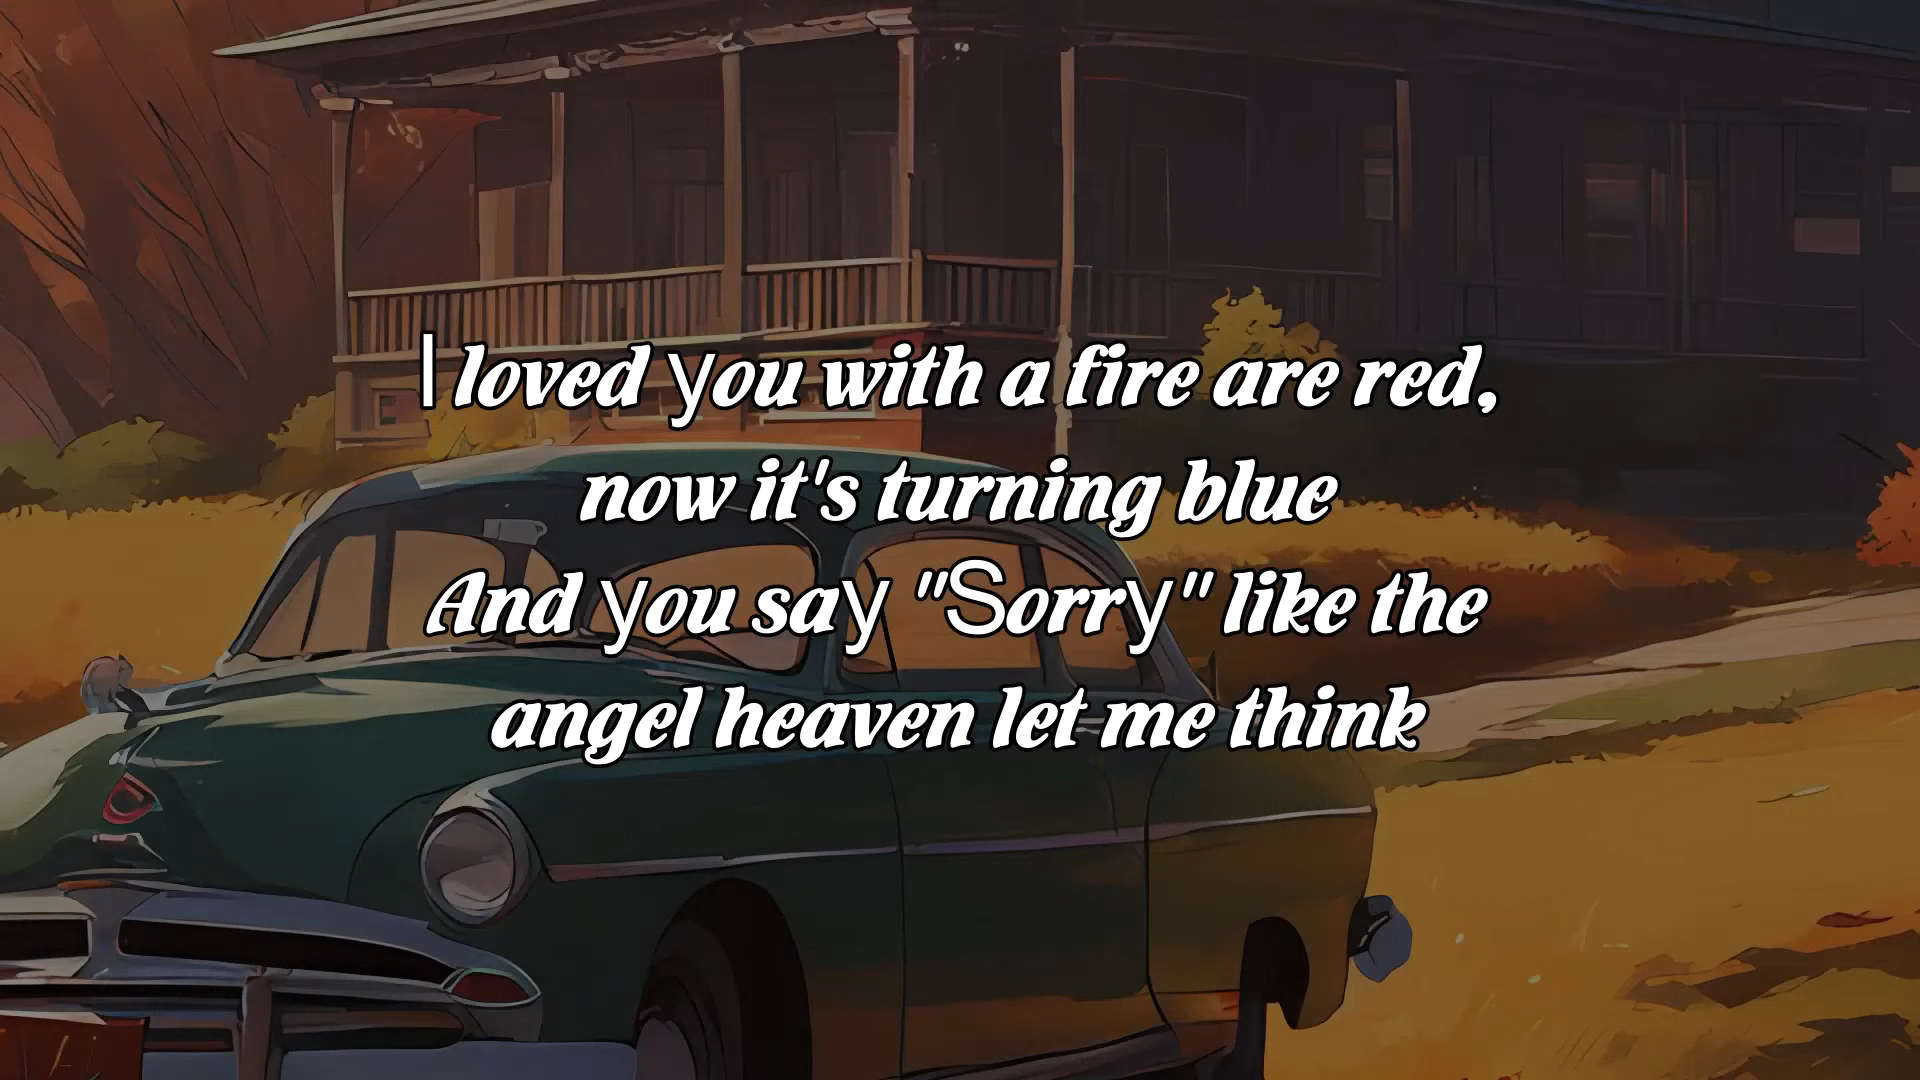 I loved you with a fire are red,
now it's turning blue
And you say "Sorry" like the
angel heaven let me think